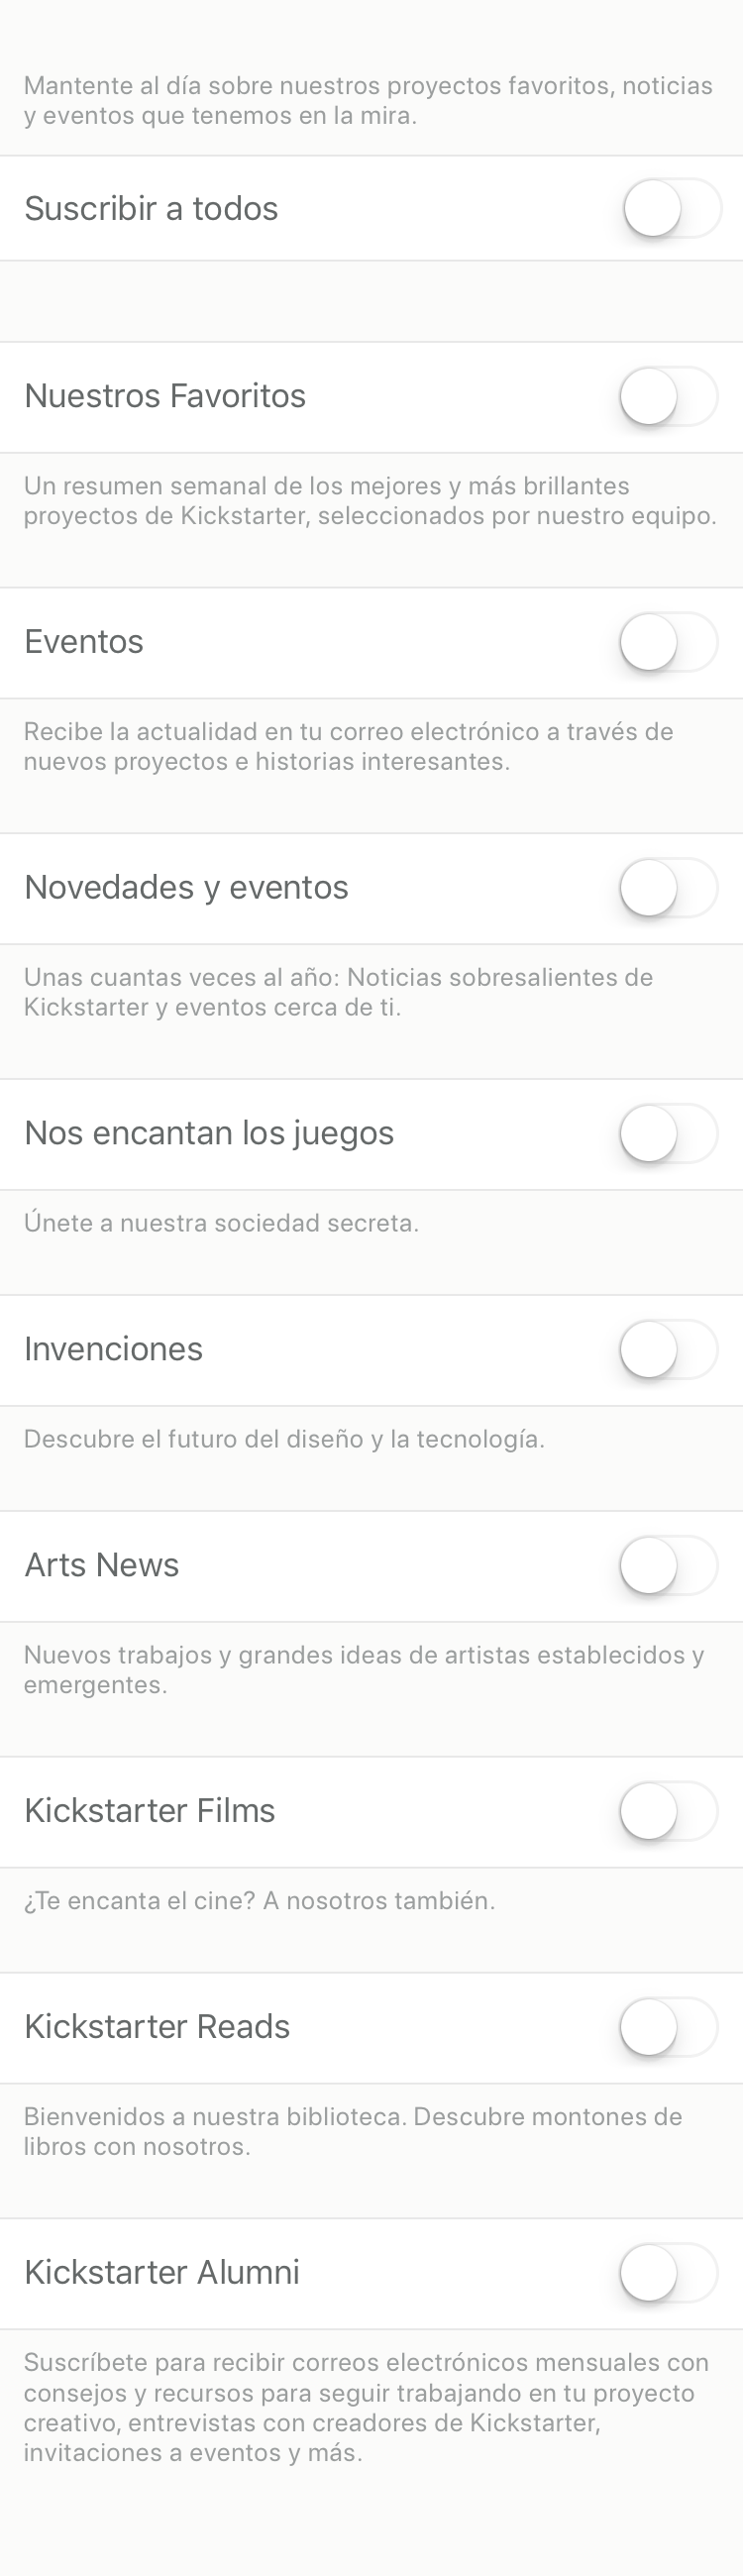 Mantente al día sobre nuestros proyectos favoritos, noticias
y eventos que tenemos en la mira.
Suscribir a todos
Nuestros Favoritos
Un resumen semanal de los mejores y más brillantes
proyectos de Kickstarter, seleccionados por nuestro equipo.
Eventos
Recibe la actualidad en tu correo electrónico a través de
nuevos proyectos e historias interesantes.
Novedades y eventos
Unas cuantas veces al año: Noticias sobresalientes de
Kickstarter y eventos cerca de ti.
Nos encantan los juegos
Únete a nuestra sociedad secreta.
Invenciones
Descubre el futuro del diseño y la tecnología.
Arts News
Nuevos trabajos y grandes ideas de artistas establecidos y
emergentes.
Kickstarter Films
¿Te encanta el cine? A nosotros también.
Kickstarter Reads
Bienvenidos a nuestra biblioteca. Descubre montones de
libros con nosotros.
Kickstarter Alumni
Suscríbete para recibir correos electrónicos mensuales con
consejos y recursos para seguir trabajando en tu proyecto
creativo, entrevistas con creadores de Kickstarter,
invitaciones a eventos y más.